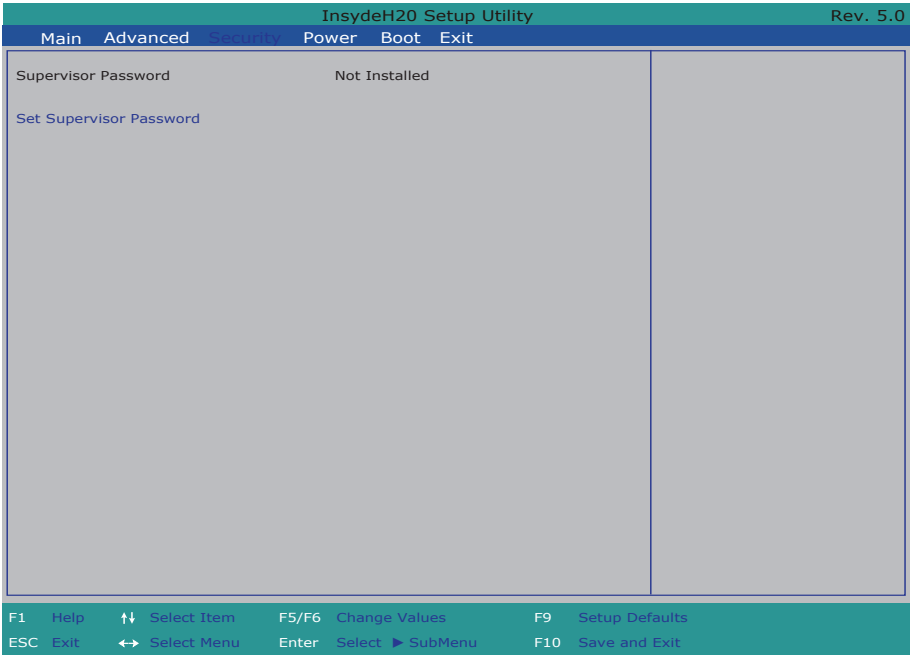 InsydeH20 Setup Utility Rev. 5.0
Main Advanced Security Power Boot Exit
Supervisor Password Not Installed
Set Supervisor Password
F1 Help ↑↓ Select Item F5/F6 Change Values F9 Setup Defaults
ESC Exit ↔ Select Menu Enter Select ► SubMenu F10 Save and Exit